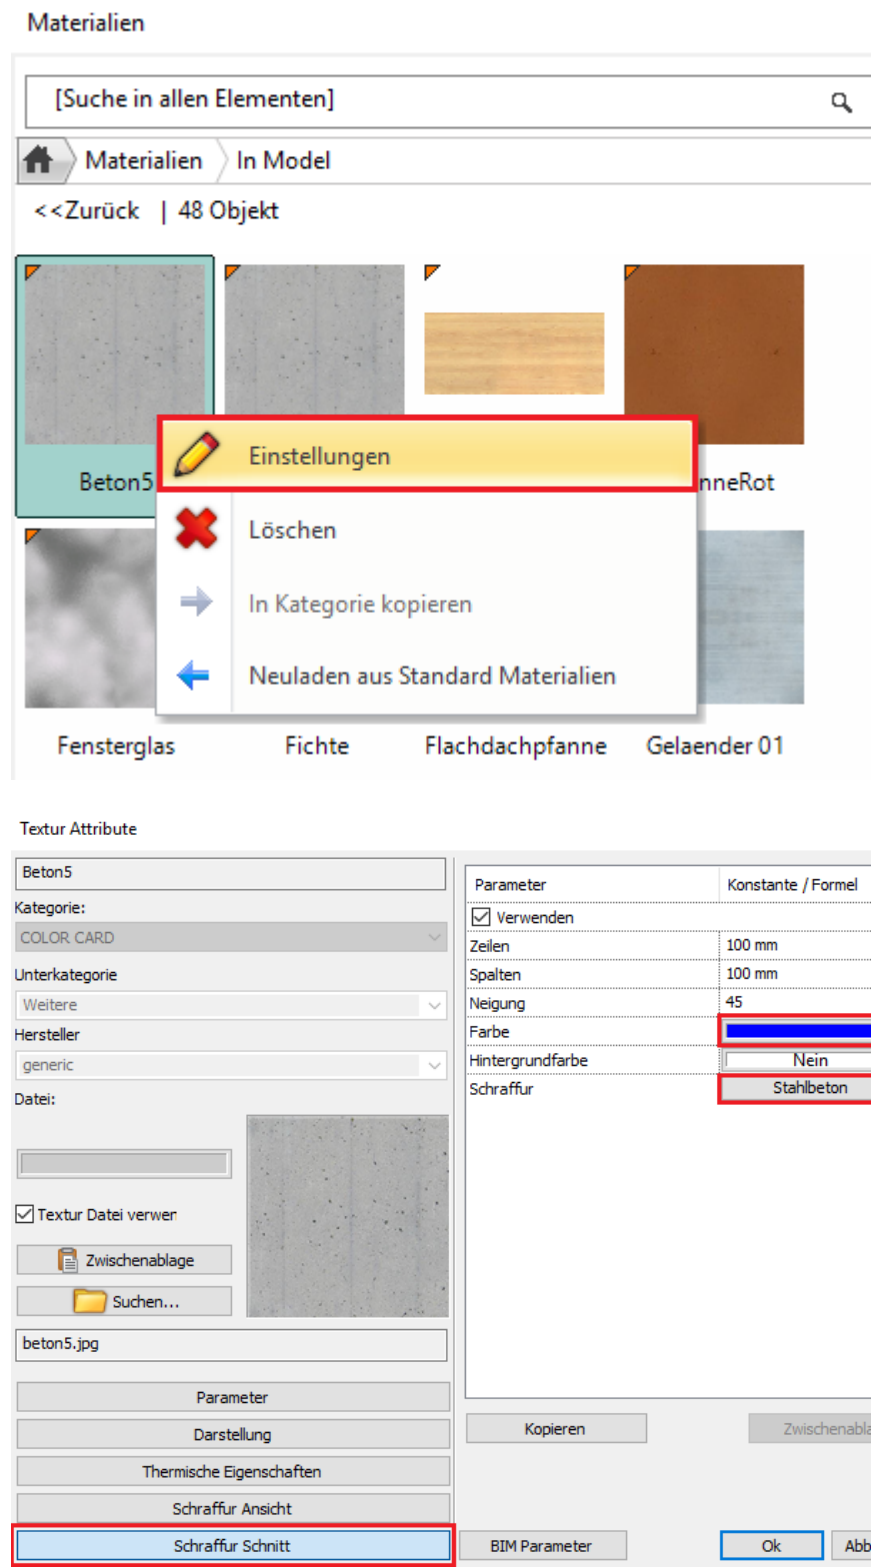 Materialien
[Suche in allen Elementen]
Materialien In Model
<<Zurück | 48 Objekt
Einstellungen
Beton5
nneRot
Löschen
In Kategorie kopieren
Neuladen aus Standard Materialien
Fensterglas Fichte Flachdachpfanne Gelaender 01
Textur Attribute
Beton5
Parameter Konstante / Formel
Kategorie:
Verwenden
COLOR CARD
Zeilen 100 mm
Unterkategorie
Spalten 100 mm
Weitere
Neigung 45
Hersteller
Farbe
generic
Hintergrundfarbe Nein
Datei:
Schraffur Stahlbeton
Textur Datei verwer
Zwischenablage
Suchen...
beton5.jpg
Parameter
Kopieren Zwischenabla
Darstellung
Thermische Eigenschaften
Schraffur Ansicht
Schraffur Schnitt
BIM Parameter Ok Abb